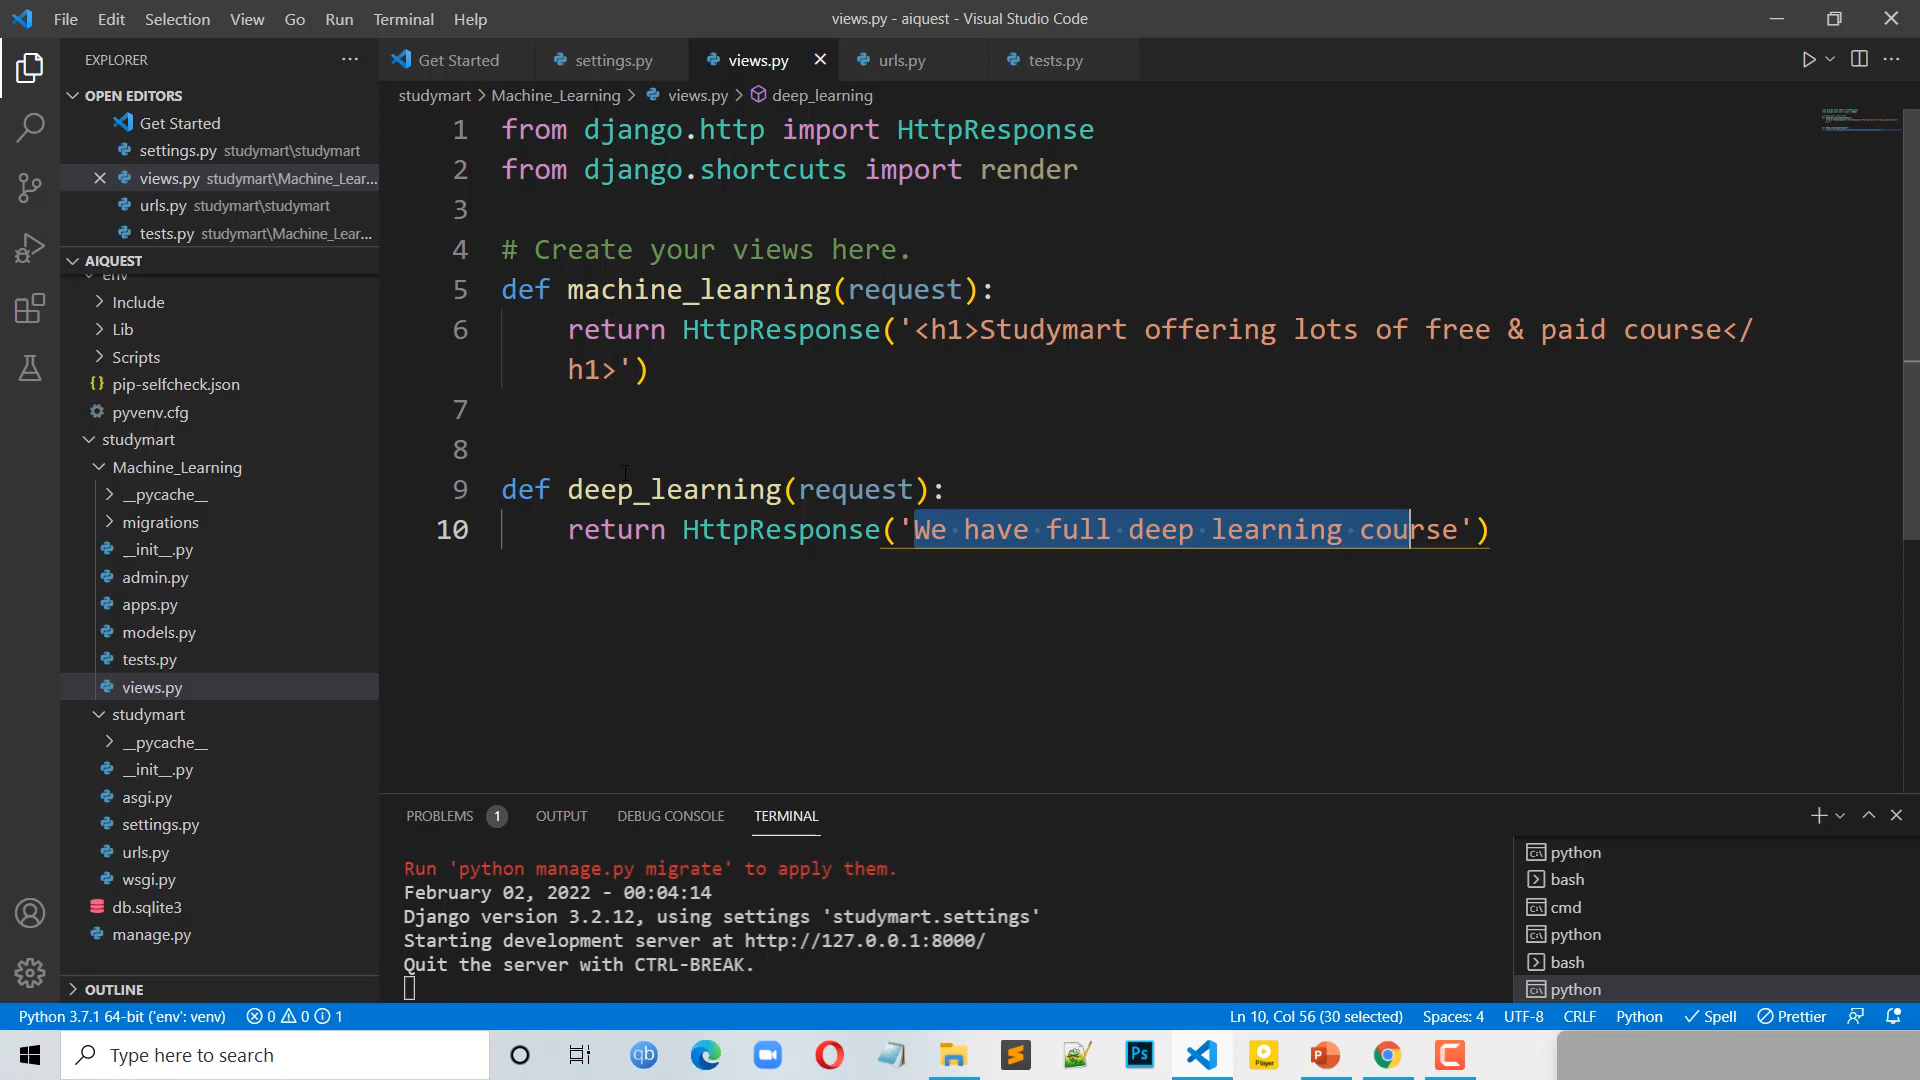 File Edit Selection View Go Run Terminal Help
views.py - aiquest - Visual Studio Code
EXPLORER
OPEN EDITORS
Get Started
settings.py studymart\studymart
views.py studymart\Machine_Lear...
urls.py studymart\studymart
tests.py studymart\Machine_Lear...
AIQUEST
env
Include
Lib
Scripts
pip-selfcheck.json
pyvenv.cfg
studymart
Machine_Learning
__pycache__
migrations
__init__.py
admin.py
apps.py
models.py
tests.py
views.py
studymart
__pycache__
__init__.py
asgi.py
settings.py
urls.py
wsgi.py
db.sqlite3
manage.py
OUTLINE
Get Started settings.py views.py urls.py tests.py
studymart > Machine_Learning > views.py > deep_learning
1 from django.http import HttpResponse
2 from django.shortcuts import render
3
4 # Create your views here.
5 def machine_learning(request):
6 return HttpResponse('<h1>Studymart offering lots of free & paid course</
h1>')
7
8
9 def deep_learning(request):
10 return HttpResponse('We have full deep learning course')
PROBLEMS 1 OUTPUT DEBUG CONSOLE TERMINAL
Run 'python manage.py migrate' to apply them.
February 02, 2022 - 00:04:14
Django version 3.2.12, using settings 'studymart.settings'
Starting development server at http://127.0.0.1:8000/
Quit the server with CTRL-BREAK.
python
bash
cmd
python
bash
python
Python 3.7.1 64-bit ('env': venv) 0 0 1
Ln 10, Col 56 (30 selected) Spaces: 4 UTF-8 CRLF Python Spell Prettier
Type here to search
qb
Ps
Player